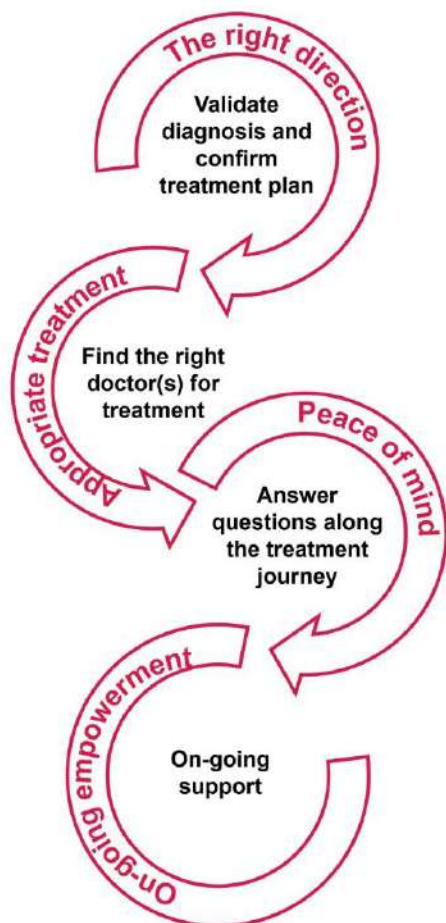 The right direction
Validate
diagnosis and
confirm
treatment plan
Appropriate treatment
Find the right
doctor(s) for
treatment
Peace of mind
Answer
questions along
the treatment
journey
On-going empowerment
On-going
support